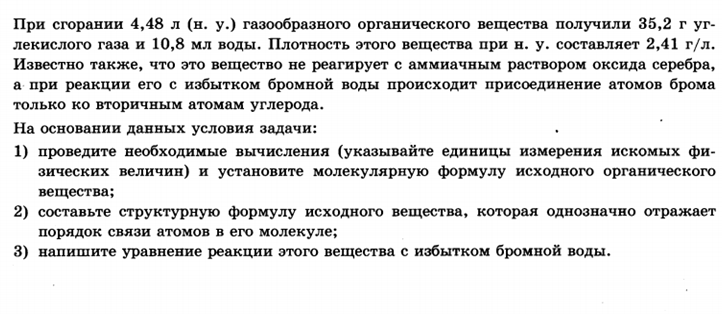 При сгорании 4,48 л (н. у.) газообразного органического вещества получили 35,2 г уг-
лекислого газа и 10,8 мл воды. Плотность этого вещества при н. у. составляет 2,41 г/л.
Известно также, что это вещество не реагирует с аммиачным раствором оксида серебра,
а при реакции его с избытком бромной воды происходит присоединение атомов брома
только ко вторичным атомам углерода.
На основании данных условия задачи:
1) проведите необходимые вычисления (указывайте единицы измерения искомых фи-
зических величин) и установите молекулярную формулу исходного органического
вещества;
2) составьте структурную формулу исходного вещества, которая однозначно отражает
порядок связи атомов в его молекуле;
3) напишите уравнение реакции этого вещества с избытком бромной воды.